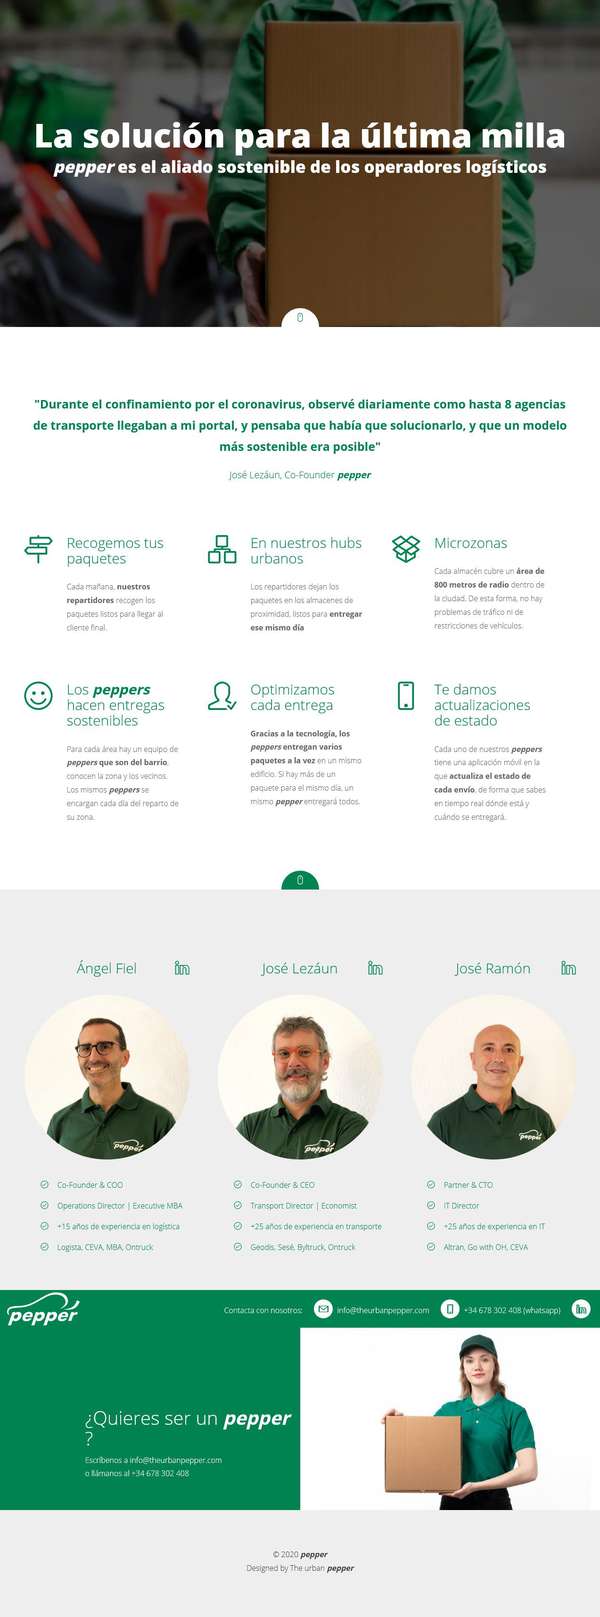 La solución para la última milla
pepper es el aliado sostenible de los operadores logísticos
"Durante el confinamiento por el coronavirus, observé diariamente como hasta 8 agencias
de transporte llegaban a mi portal, y pensaba que había que solucionarlo, y que un modelo
más sostenible era posible"
José Lezáun, Co-Founder pepper
Recogemos tus
paquetes
Cada mañana, nuestros
repartidores recogen los
paquetes listos para llegar al
cliente final.
En nuestros hubs
urbanos
Los repartidores dejan los
paquetes en los almacenes de
proximidad, listos para entregar
ese mismo día
Microzonas
Cada almacén cubre un área de
800 metros de radio dentro de
la ciudad. De esta forma, no hay
problemas de tráfico ni de
restricciones de vehículos.
Los peppers
hacen entregas
sostenibles
Para cada área hay un equipo de
peppers que son del barrio,
conocen la zona y los vecinos.
Los mismos peppers se
encargan cada día del reparto de
su zona.
Optimizamos
cada entrega
Gracias a la tecnología, los
peppers entregan varios
paquetes a la vez en un mismo
edificio. Si hay más de un
paquete para el mismo día, un
mismo pepper entregará todos.
Te damos
actualizaciones
de estado
Cada uno de nuestros peppers
tiene una aplicación móvil en la
que actualiza el estado de
cada envío, de forma que sabes
en tiempo real dónde está y
cuándo se entregará.
Ángel Fiel
pepper
Co-Founder & COO
Operations Director | Executive MBA
+15 años de experiencia en logística
Logista, CEVA, MBA, Ontruck
José Lezáun
pepper
Co-Founder & CEO
Transport Director | Economist
+25 años de experiencia en transporte
Geodis, Sesé, Byltruck, Ontruck
José Ramón
pepper
Partner & CTO
IT Director
+25 años de experiencia en IT
Altran, Go with OH, CEVA
pepper
Contacta con nosotros: info@theurbanpepper.com +34 678 302 408 (whatsapp)
¿Quieres ser un pepper
?
Escríbenos a info@theurbanpepper.com
o llámanos al +34 678 302 408
© 2020 pepper
Designed by The urban pepper